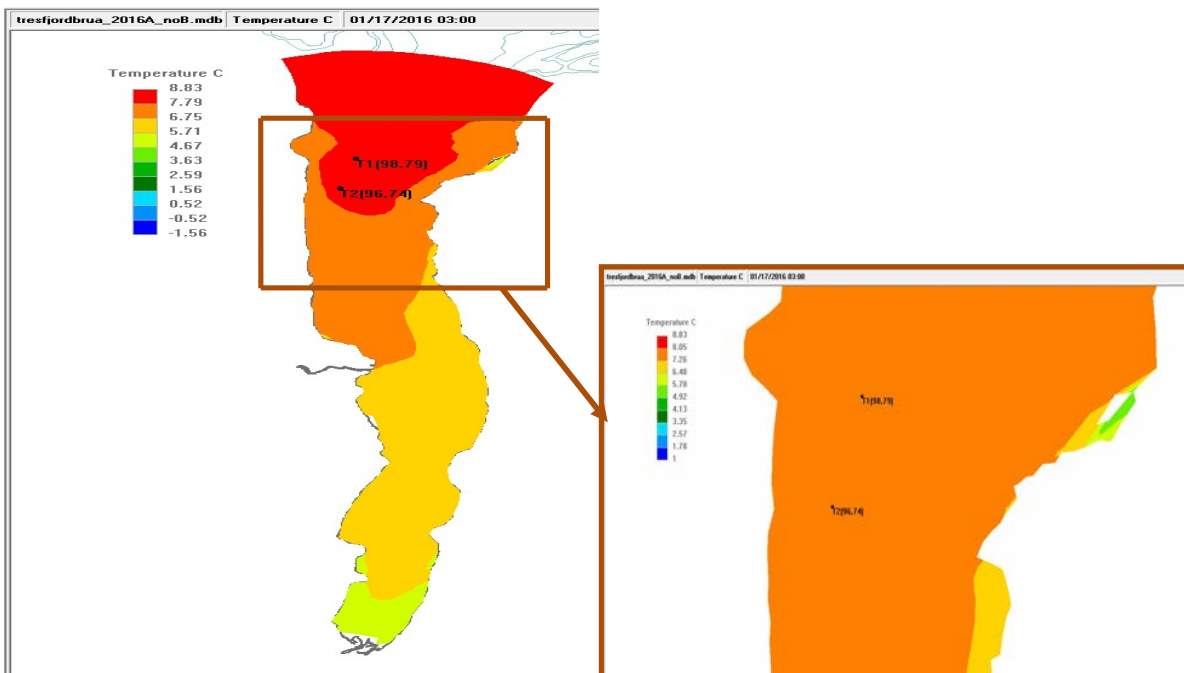 tresfjordbrua_2016A_noB.mdb Temperature C 01/17/2016 03:00
Temperature C
8.83
7.79
6.75
5.71
4.67
3.63
2.59
1.56
0.52
-0.52
-1.56
T1(98,79)
T2(96,74)
tresfjordbrua_2016A_noB.mdb Temperature C 01/17/2016 03:00
Temperature C
8.83
8.05
7.26
6.48
5.70
4.92
4.13
3.35
2.57
1.78
1
T1(98,79)
T2(96,74)